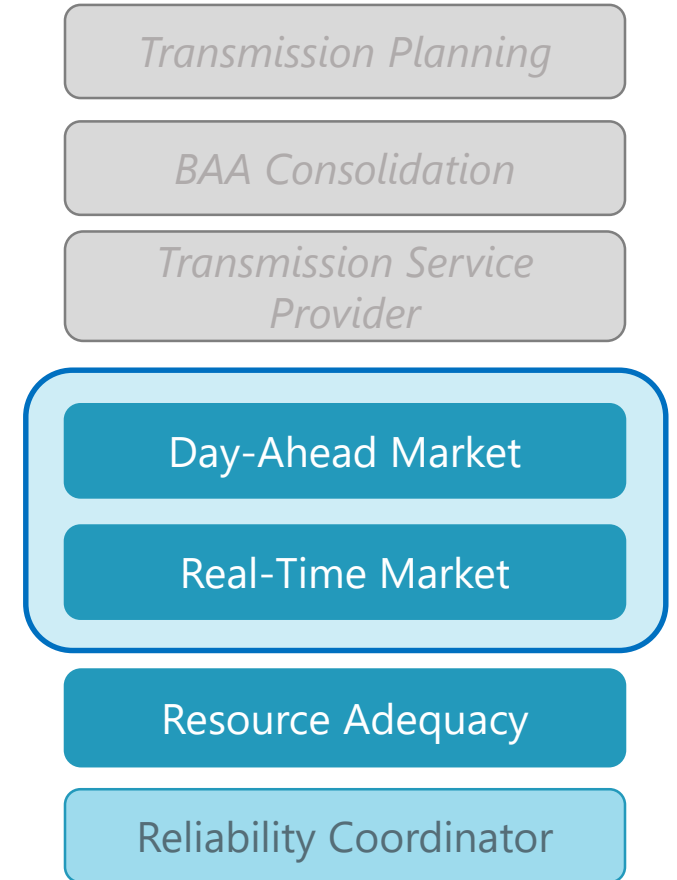 Transmission Planning
BAA Consolidation
Transmission Service
Provider
Day-Ahead Market
Real-Time Market
Resource Adequacy
Reliability Coordinator